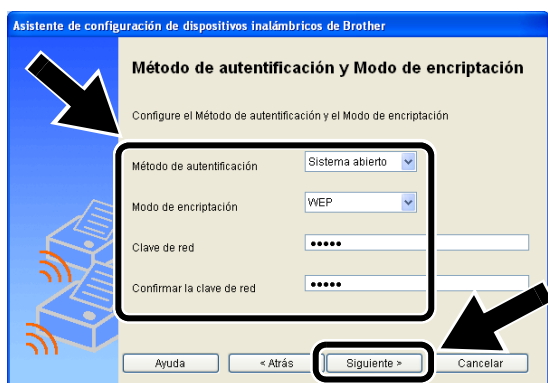 Asistente de configuración de dispositivos inalámbricos de Brother
Método de autentificación y Modo de encriptación
Configure el Método de autentificación y el Modo de encriptación
Método de autentificación Sistema abierto
Modo de encriptación WEP
Clave de red •••••
Confirmar la clave de red •••••
Ayuda < Atrás Siguiente > Cancelar